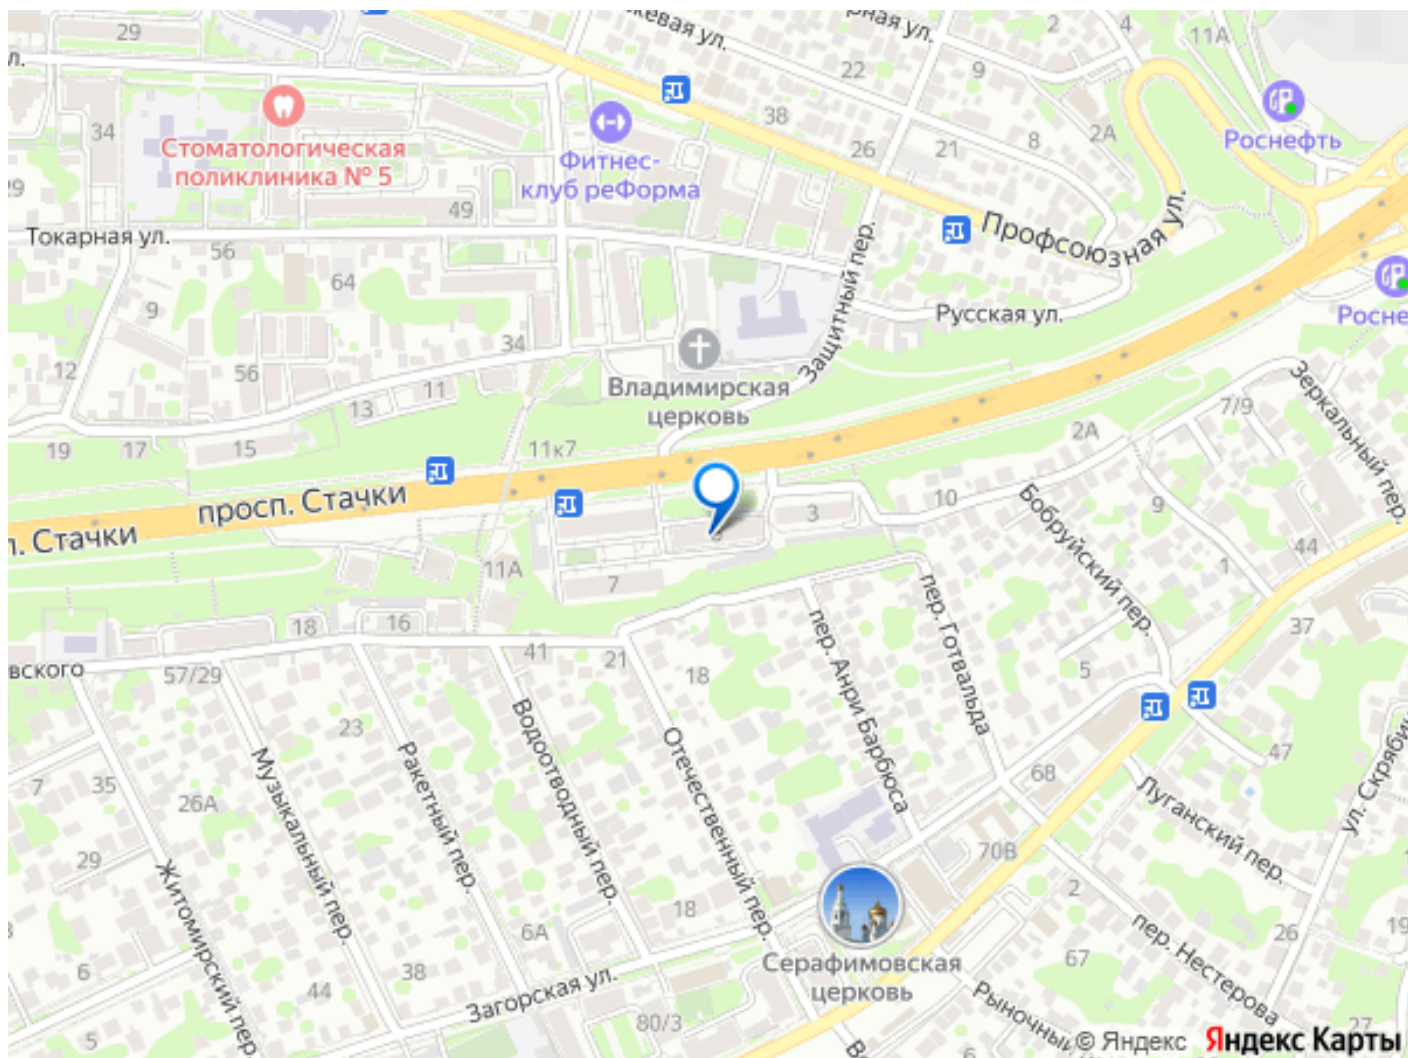 29
11А
22
9
2
4
8
2А
38
26
21
34
29
Роснефть
Стоматологическая
поликлиника № 5
Фитнес-
клуб реФорма
49
Токарная ул.
56
64
Профсоюзная ул.
Защитный пер.
Русская ул.
9
34
12
56
11
13
Владимирская
церковь
Зеркальный пер.
7/9
2А
19
17
15
11к7
просп. Стачки
Стачки
3
10
9
Бобруйский пер.
44
1
11А
7
пер. Готвальда
пер. Анри Барбюса
37
18
16
41
21
18
5
вского
57/29
23
Водоотводный пер.
Отечественный пер.
Ракетный пер.
Музыкальный пер.
47
68
7
35
26А
29
Житомирский пер.
Луганский пер.
ул. Скрябин
70В
2
18
6А
пер. Нестерова
26
19
67
6
38
44
Загорская ул.
Серафимовская
церковь
80/3
5
27
© Яндекс
Яндекс Карты